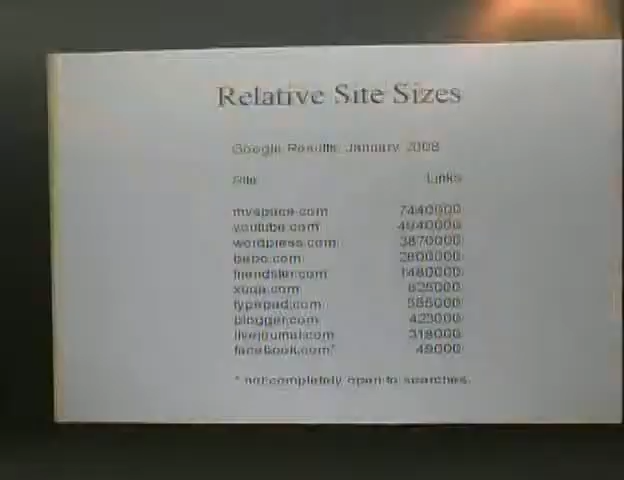 Relative Site Sizes
Google Results, January 2008
Site Links
myspace.com 7440000
youtube.com 4940000
wordpress.com 3870000
bebo.com 2800000
friendster.com 1480000
xuqa.com 825000
typepad.com 585000
blogger.com 423000
livejournal.com 318000
facebook.com* 49000
* not completely open to searches.